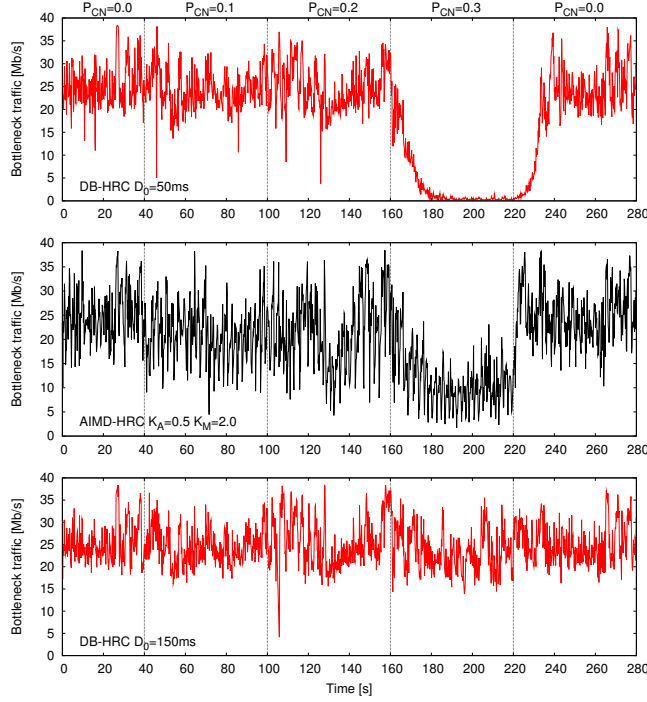 P_CN=0.0 P_CN=0.1 P_CN=0.2 P_CN=0.3 P_CN=0.0
Bottleneck traffic [Mb/s]
40
35
30
25
20
15
10
5
0
DB-HRC D_0=50ms
0 20 40 60 80 100 120 140 160 180 200 220 240 260 280
Bottleneck traffic [Mb/s]
40
35
30
25
20
15
10
5
0
AIMD-HRC K_A=0.5 K_M=2.0
0 20 40 60 80 100 120 140 160 180 200 220 240 260 280
Bottleneck traffic [Mb/s]
40
35
30
25
20
15
10
5
0
DB-HRC D_0=150ms
0 20 40 60 80 100 120 140 160 180 200 220 240 260 280
Time [s]